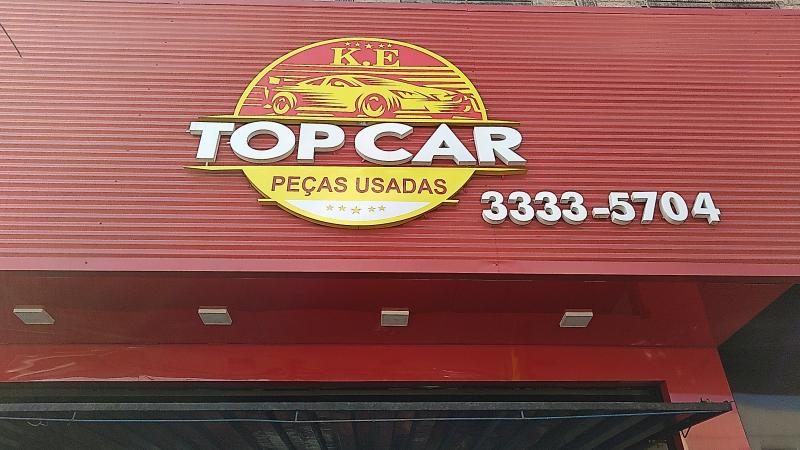 K.E
TOP CAR
PEÇAS USADAS
3333-5704